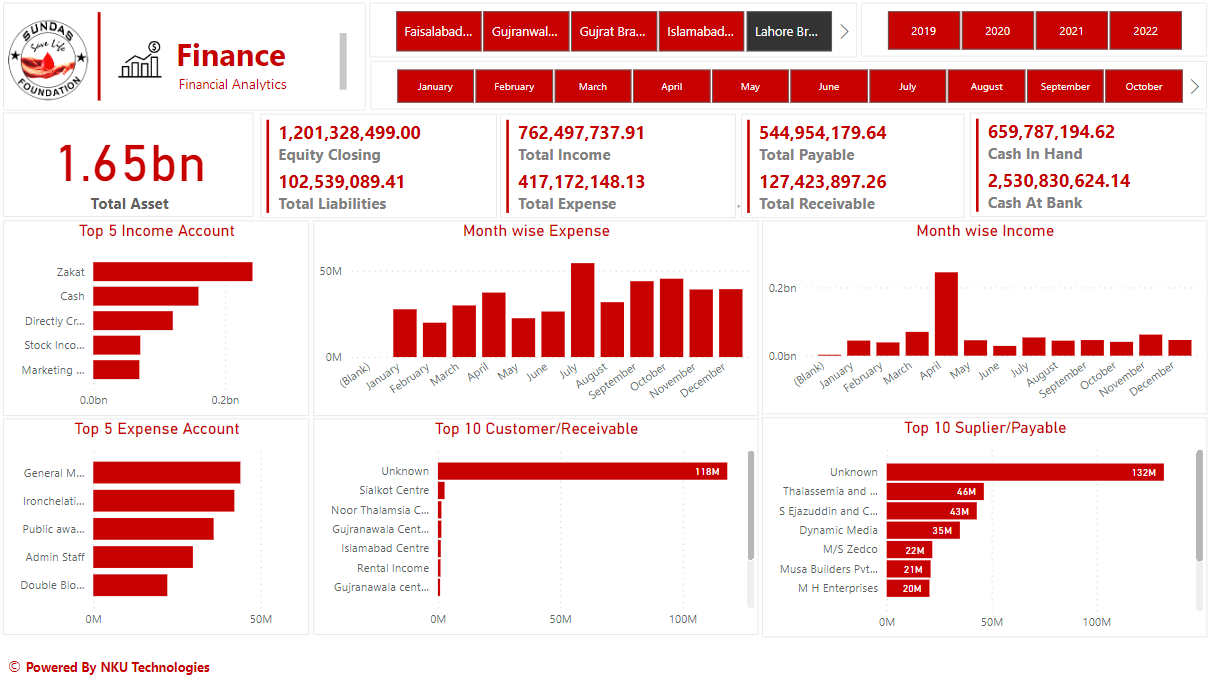 SUNDAS
Save Life
FOUNDATION
Finance
Financial Analytics
Faisalabad... Gujranwal... Gujrat Bra... Islamabad... Lahore Br...
2019 2020 2021 2022
January February March April May June July August September October
1.65bn
Total Asset
1,201,328,499.00
Equity Closing
102,539,089.41
Total Liabilities
762,497,737.91
Total Income
417,172,148.13
Total Expense
544,954,179.64
Total Payable
127,423,897.26
Total Receivable
659,787,194.62
Cash In Hand
2,530,830,624.14
Cash At Bank
Top 5 Income Account
Zakat
Cash
Directly Cr...
Stock Inco...
Marketing ...
0.0bn 0.2bn
Month wise Expense
50M
0M
(Blank) January February March April May June July August September October November December
Month wise Income
0.2bn
0.0bn
(Blank) January February March April May June July August September October November December
Top 5 Expense Account
General M...
Ironchelati...
Public awa...
Admin Staff
Double Blo...
0M 50M
Top 10 Customer/Receivable
Unknown 118M
Sialkot Centre
Noor Thalamsia C...
Gujranawala Cent...
Islamabad Centre
Rental Income
Gujranawala cent...
0M 50M 100M
Top 10 Suplier/Payable
Unknown 132M
Thalassemia and ... 46M
S Ejazuddin and C... 43M
Dynamic Media 35M
M/S Zedco 22M
Musa Builders Pvt... 21M
M H Enterprises 20M
0M 50M 100M
© Powered By NKU Technologies